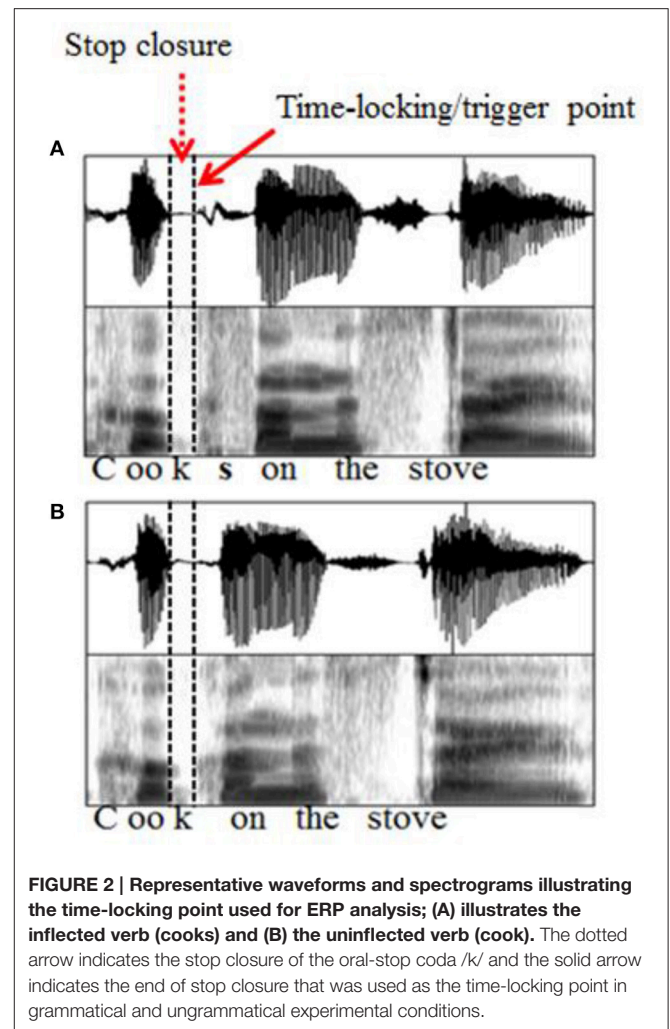 Stop closure
Time-locking/trigger point
A
C oo k s on the stove
B
C oo k on the stove
FIGURE 2 | Representative waveforms and spectrograms illustrating
the time-locking point used for ERP analysis; (A) illustrates the
inflected verb (cooks) and (B) the uninflected verb (cook). The dotted
arrow indicates the stop closure of the oral-stop coda /k/ and the solid arrow
indicates the end of stop closure that was used as the time-locking point in
grammatical and ungrammatical experimental conditions.